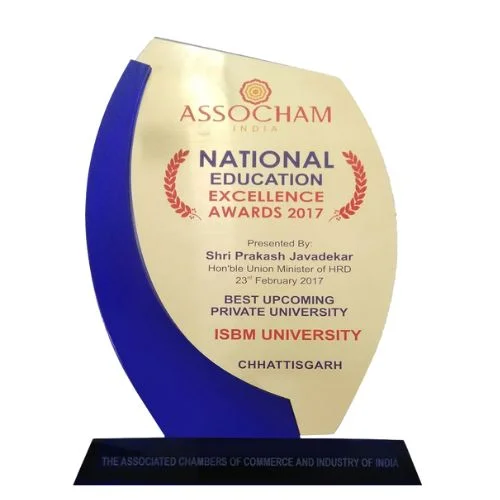 ASSOCHAM
INDIA
NATIONAL
EDUCATION
EXCELLENCE
AWARDS 2017
Presented By:
Shri Prakash Javadekar
Hon'ble Union Minister of HRD
23rd February 2017
BEST UPCOMING
PRIVATE UNIVERSITY
ISBM UNIVERSITY
CHHATTISGARH
THE ASSOCIATED CHAMBERS OF COMMERCE AND INDUSTRY OF INDIA